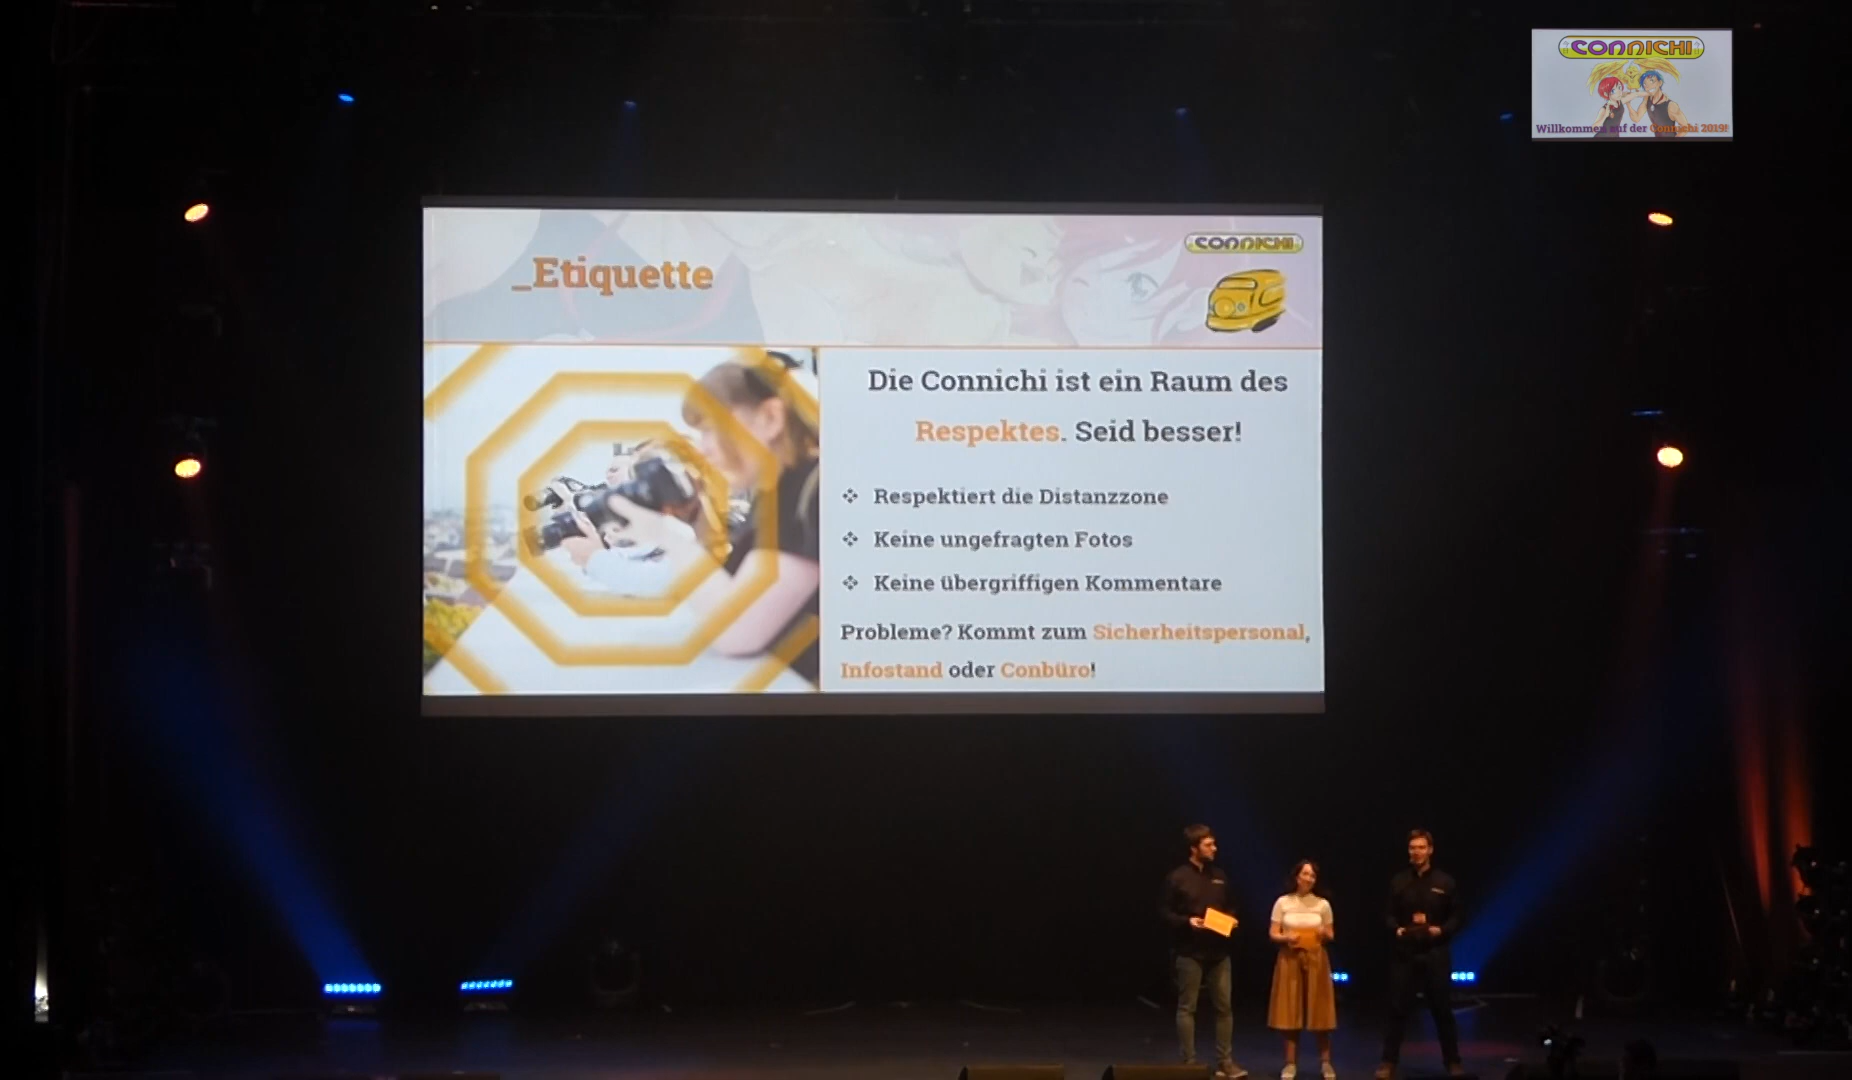 CONNICHI
Willkommen auf der Connichi 2019!
CONNICHI
_Etiquette
Die Connichi ist ein Raum des
Respektes. Seid besser!
❖ Respektiert die Distanzzone
❖ Keine ungefragten Fotos
❖ Keine übergriffigen Kommentare
Probleme? Kommt zum Sicherheitspersonal,
Infostand oder Conbüro!